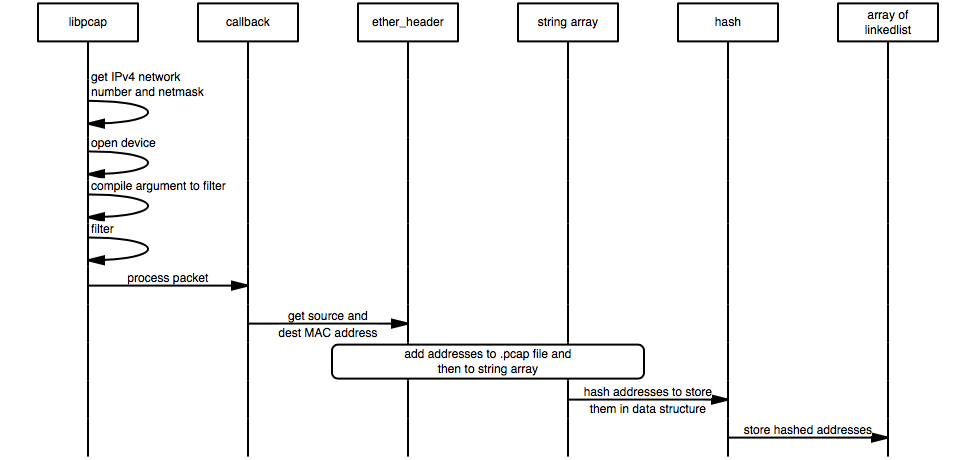 libpcap
callback
ether_header
string array
hash
array of
linkedlist
get IPv4 network
number and netmask
open device
compile argument to filter
filter
process packet
get source and
dest MAC address
add addresses to .pcap file and
then to string array
hash addresses to store
them in data structure
store hashed addresses